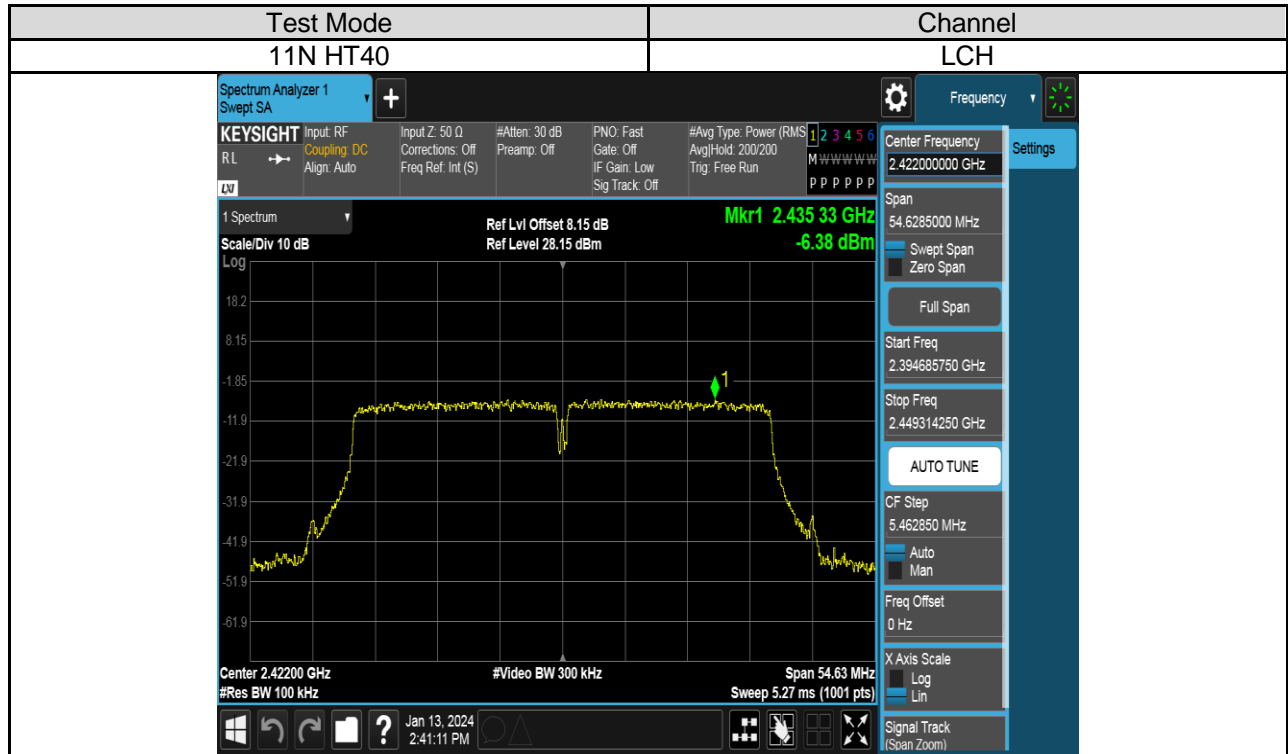 Test Mode Channel
11N HT40 LCH
Spectrum Analyzer 1
Swept SA
+
Frequency
KEYSIGHT Input: RF Input Z: 50 Ω #Atten: 30 dB PNO: Fast #Avg Type: Power (RMS 1 2 3 4 5 6
R L Coupling: DC Corrections: Off Preamp: Off Gate: Off Avg|Hold: 200/200 M W W W W W
Align: Auto Freq Ref: Int (S) IF Gain: Low Trig: Free Run
LXI Sig Track: Off P P P P P P
1 Spectrum
Scale/Div 10 dB
Ref Lvl Offset 8.15 dB
Ref Level 28.15 dBm
Mkr1 2.435 33 GHz
-6.38 dBm
Log
18.2
8.15
-1.85
-11.9
-21.9
-31.9
-41.9
-51.9
-61.9
1
Center 2.42200 GHz #Video BW 300 kHz Span 54.63 MHz
#Res BW 100 kHz Sweep 5.27 ms (1001 pts)
? Jan 13, 2024
2:41:11 PM
Center Frequency
2.422000000 GHz
Settings
Span
54.6285000 MHz
Swept Span
Zero Span
Full Span
Start Freq
2.394685750 GHz
Stop Freq
2.449314250 GHz
AUTO TUNE
CF Step
5.462850 MHz
Auto
Man
Freq Offset
0 Hz
X Axis Scale
Log
Lin
Signal Track
(Span Zoom)